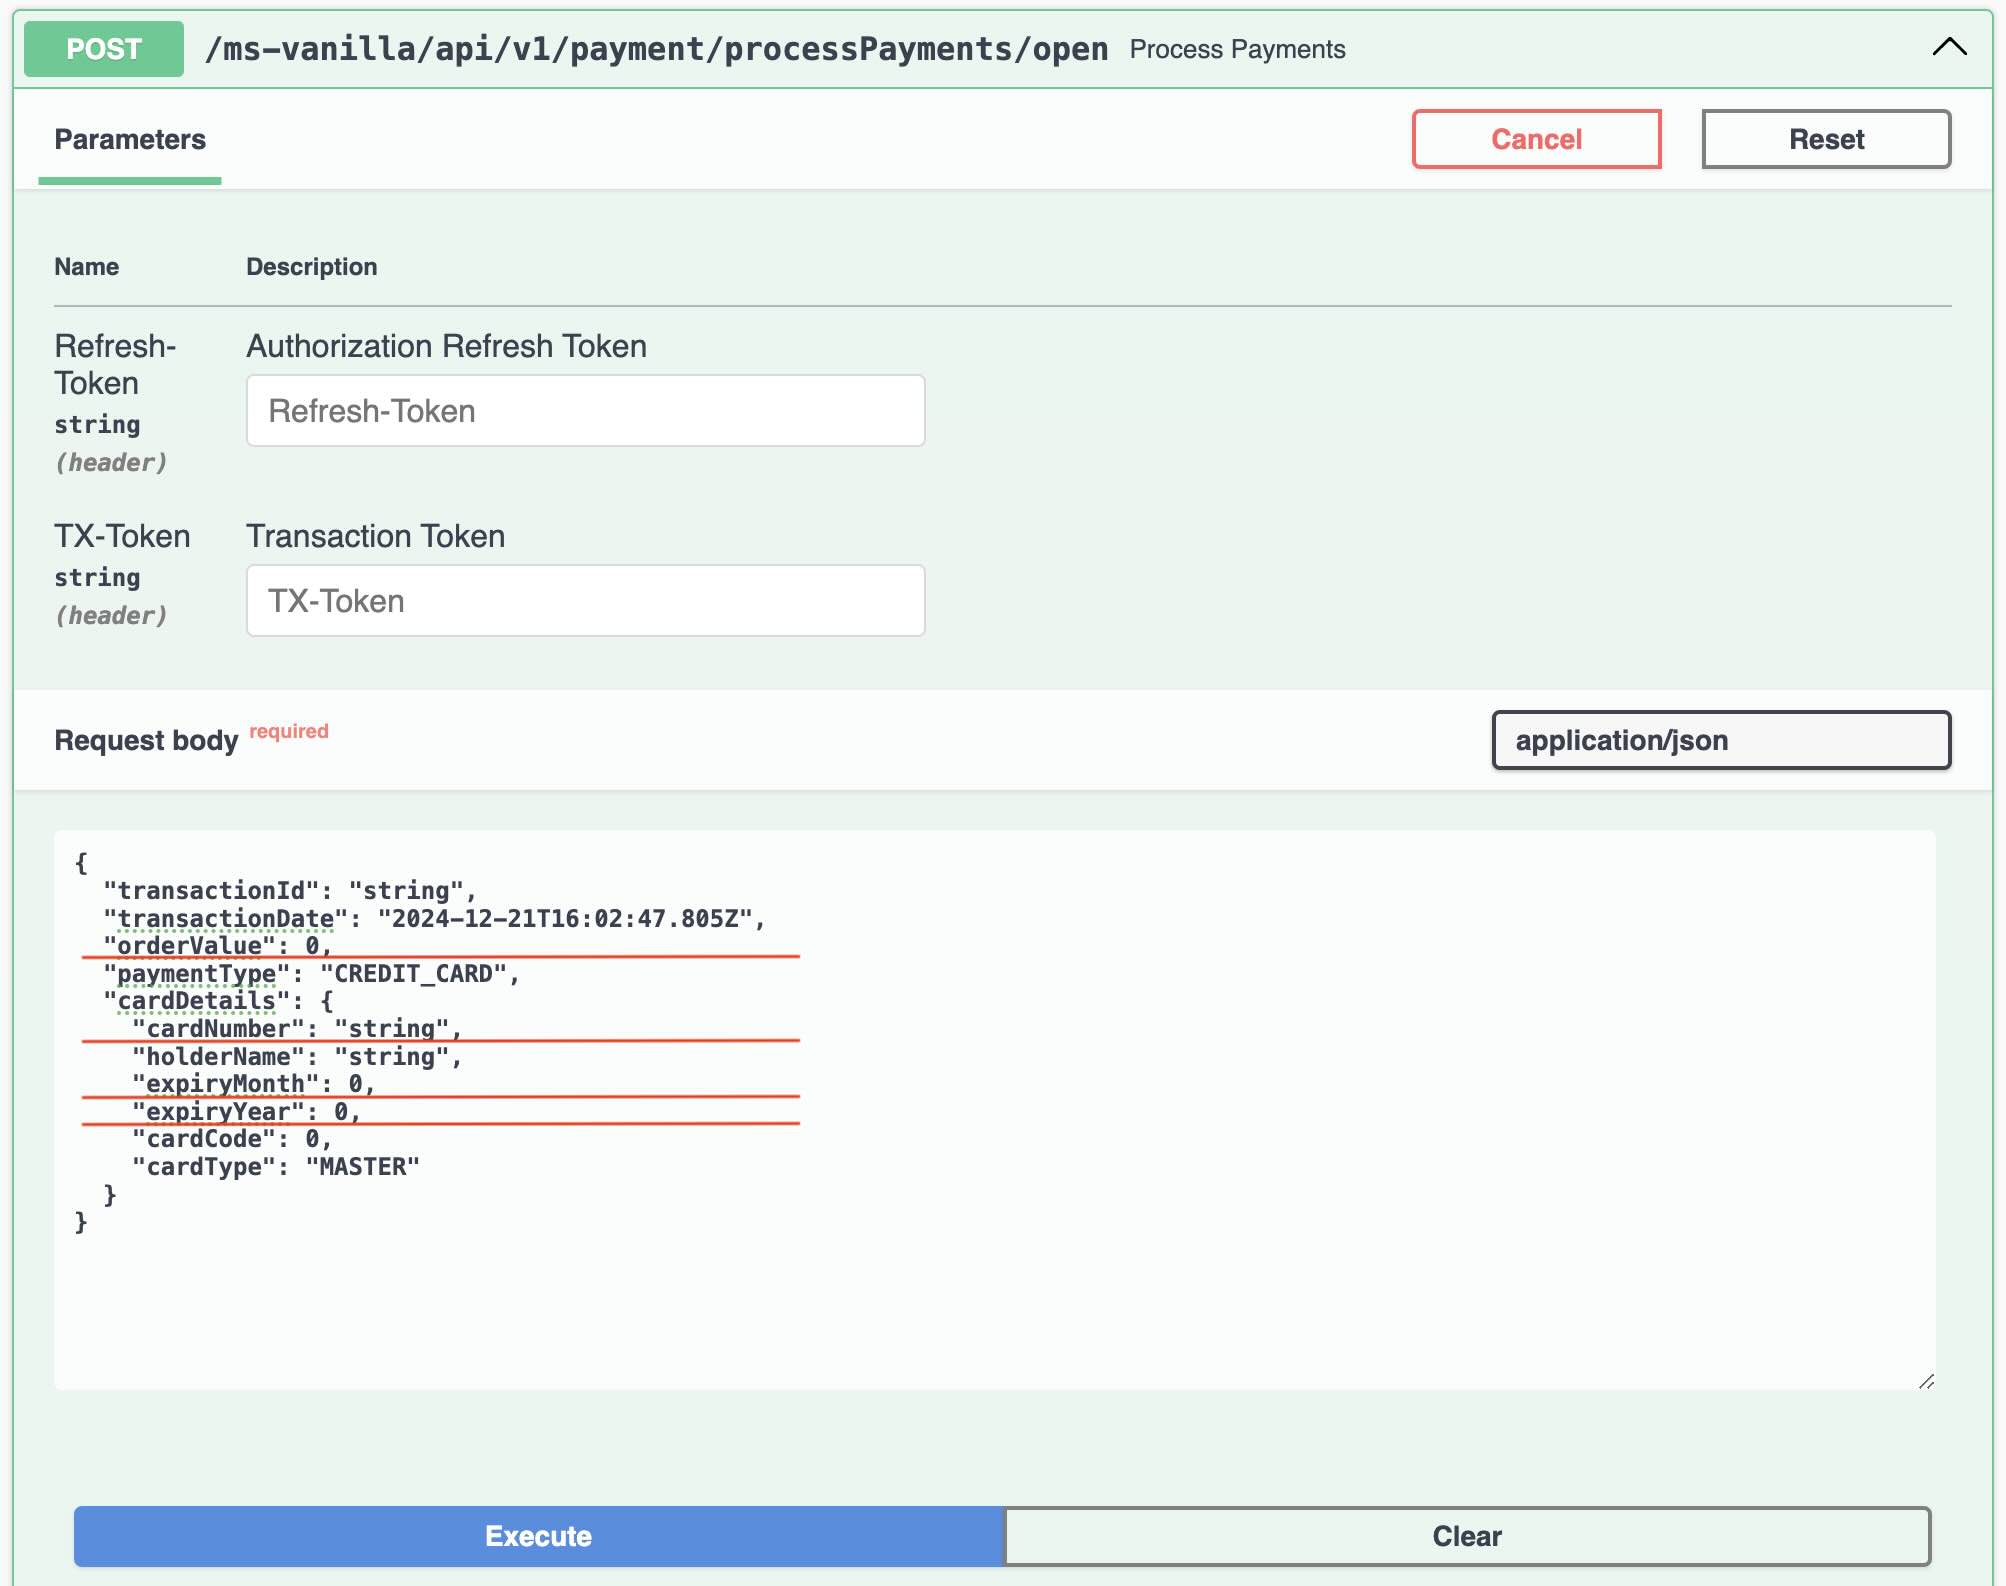 POST /ms-vanilla/api/v1/payment/processPayments/open Process Payments
Parameters
Cancel
Reset
Name Description
Refresh-
Token
string
(header)
Authorization Refresh Token
Refresh-Token
TX-Token
string
(header)
Transaction Token
TX-Token
Request body required
application/json
{
  "transactionId": "string",
  "transactionDate": "2024-12-21T16:02:47.805Z",
  "orderValue": 0,
  "paymentType": "CREDIT_CARD",
  "cardDetails": {
    "cardNumber": "string",
    "holderName": "string",
    "expiryMonth": 0,
    "expiryYear": 0,
    "cardCode": 0,
    "cardType": "MASTER"
  }
}
Execute
Clear